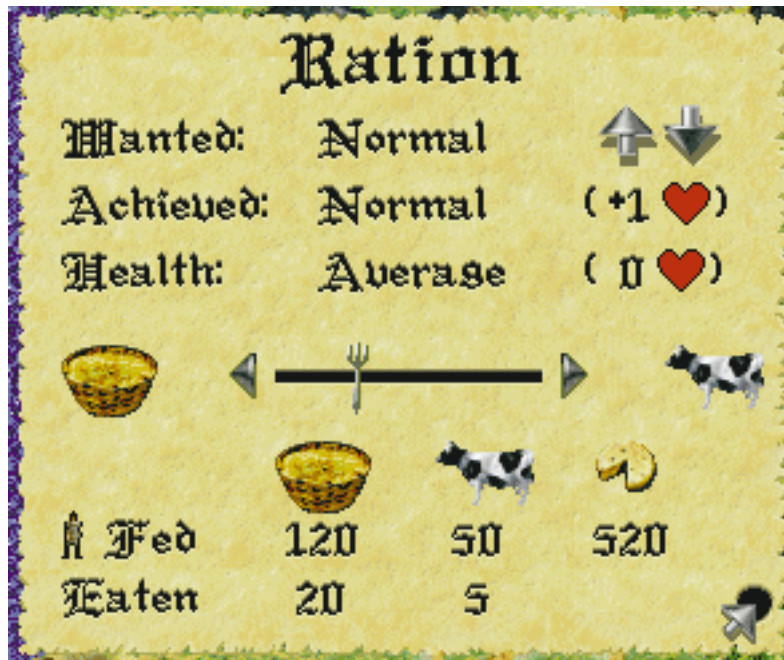 Ration
Wanted: Normal
Achieved: Normal (+1 )
Health: Average ( 0 )
Fed 120 50 520
Eaten 20 5